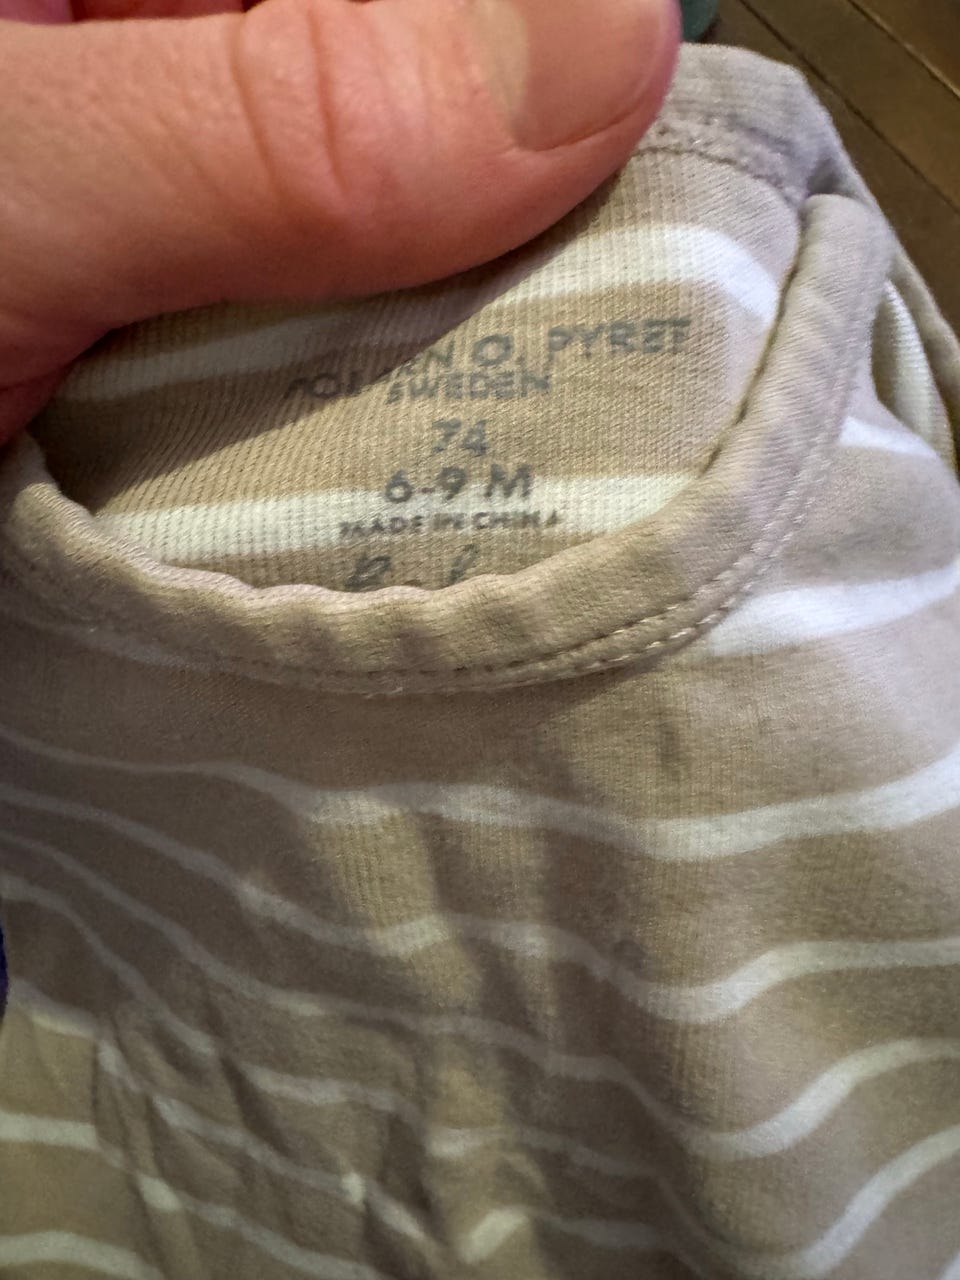 O. PYRET
SWEDEN
74
6-9 M
MADE IN CHINA